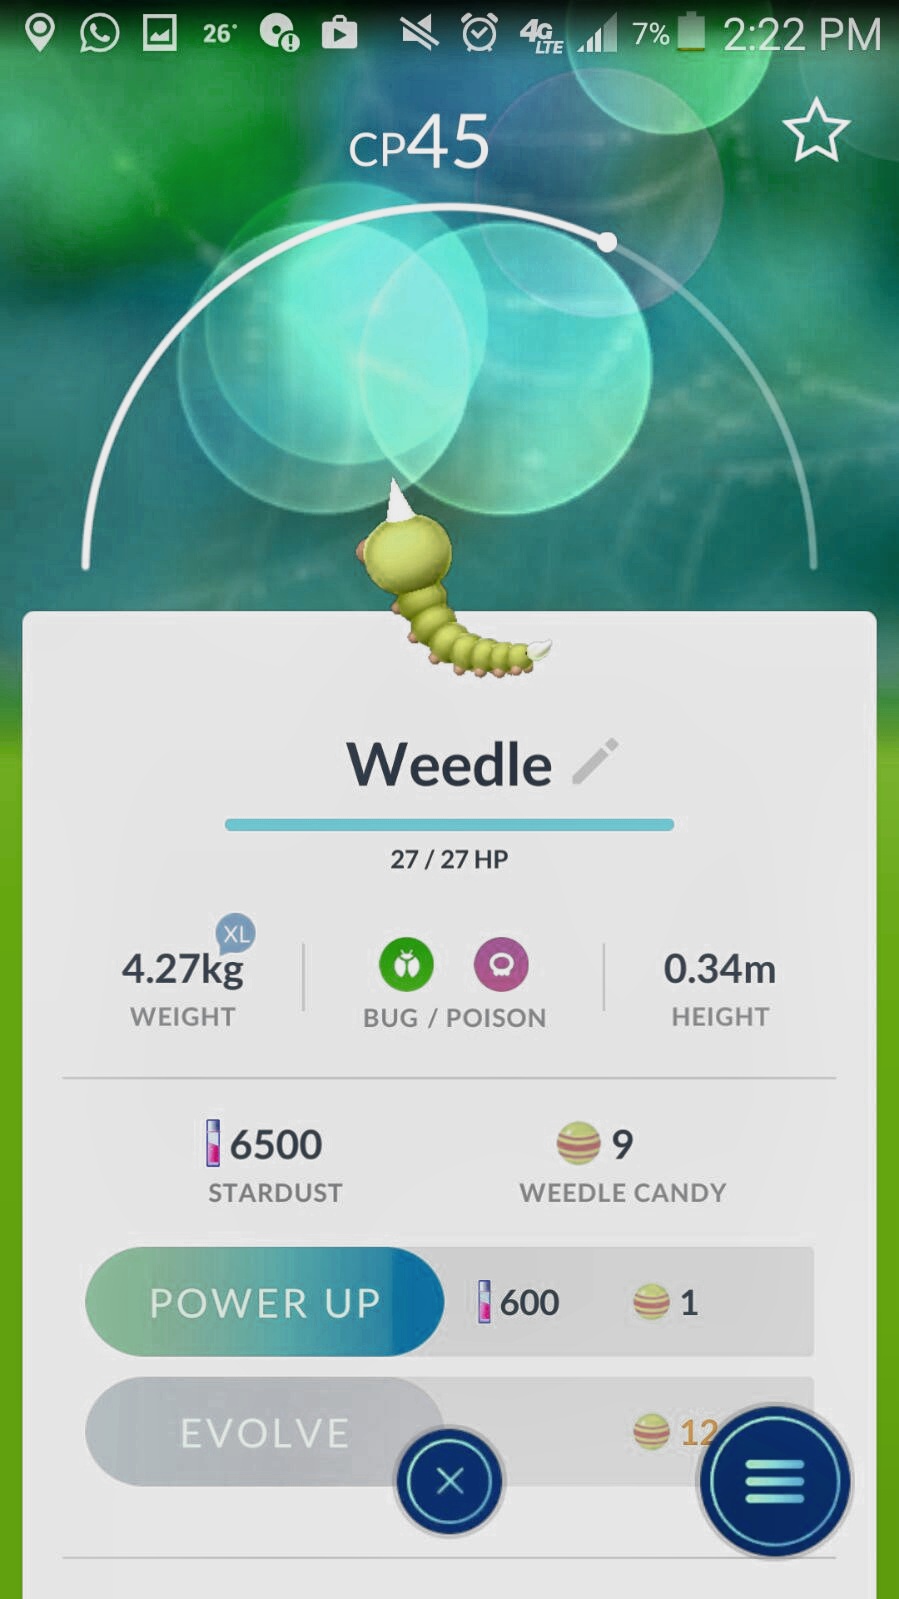 26° 4G LTE 7% 2:22 PM
CP45
Weedle
27 / 27 HP
XL
4.27kg 0.34m
WEIGHT BUG / POISON HEIGHT
6500 9
STARDUST WEEDLE CANDY
POWER UP 600 1
EVOLVE 12